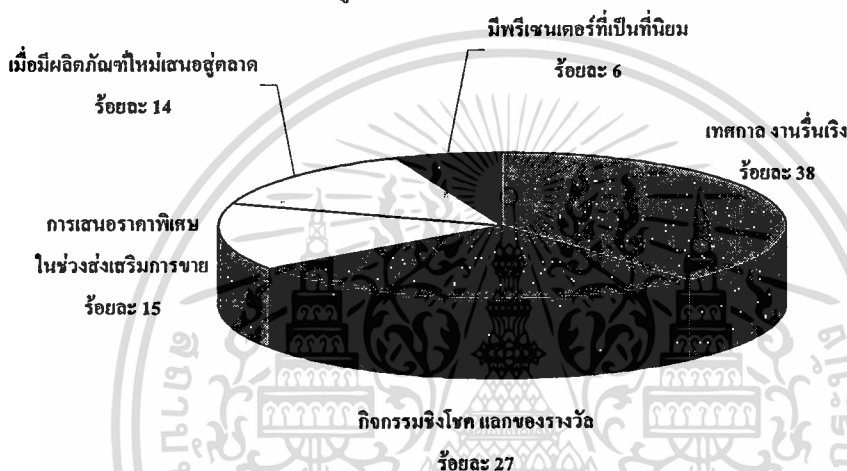 มีพรีเซนเตอร์ที่เป็นที่นิยม
ร้อยละ 6
เมื่อมีผลิตภัณฑ์ใหม่เสนอสู่ตลาด
ร้อยละ 14
เทศกาล งานรื่นเริง
ร้อยละ 38
การเสนอราคาพิเศษ
ในช่วงส่งเสริมการขาย
ร้อยละ 15
กิจกรรมชิงโชค แลกของรางวัล
ร้อยละ 27